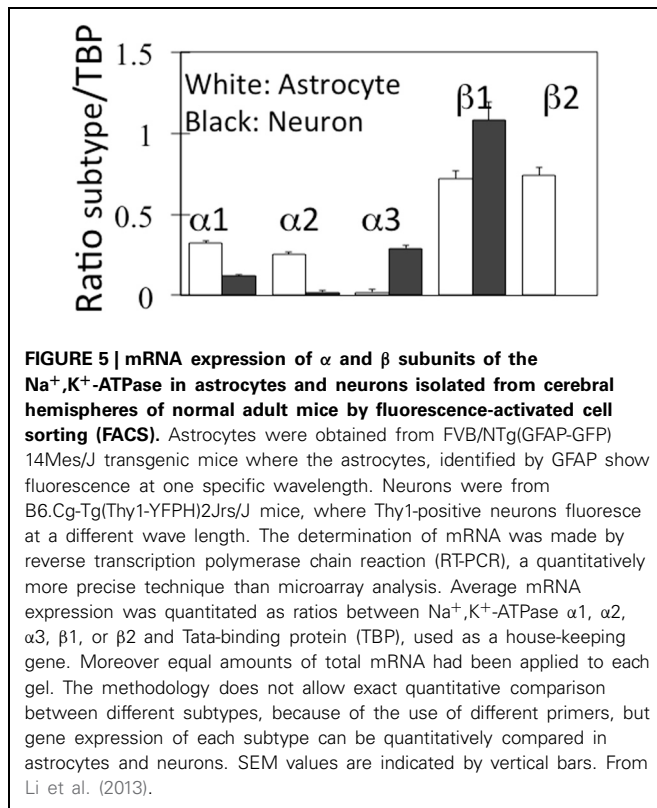 1.5
White: Astrocyte
Black: Neuron
β1
β2
1
Ratio subtype/TBP
0.5
α1
α2
α3
0
FIGURE 5 | mRNA expression of α and β subunits of the
Na⁺,K⁺-ATPase in astrocytes and neurons isolated from cerebral
hemispheres of normal adult mice by fluorescence-activated cell
sorting (FACS). Astrocytes were obtained from FVB/NTg(GFAP-GFP)
14Mes/J transgenic mice where the astrocytes, identified by GFAP show
fluorescence at one specific wavelength. Neurons were from
B6.Cg-Tg(Thy1-YFPH)2Jrs/J mice, where Thy1-positive neurons fluoresce
at a different wave length. The determination of mRNA was made by
reverse transcription polymerase chain reaction (RT-PCR), a quantitatively
more precise technique than microarray analysis. Average mRNA
expression was quantitated as ratios between Na⁺,K⁺-ATPase α1, α2,
α3, β1, or β2 and Tata-binding protein (TBP), used as a house-keeping
gene. Moreover equal amounts of total mRNA had been applied to each
gel. The methodology does not allow exact quantitative comparison
between different subtypes, because of the use of different primers, but
gene expression of each subtype can be quantitatively compared in
astrocytes and neurons. SEM values are indicated by vertical bars. From
Li et al. (2013).